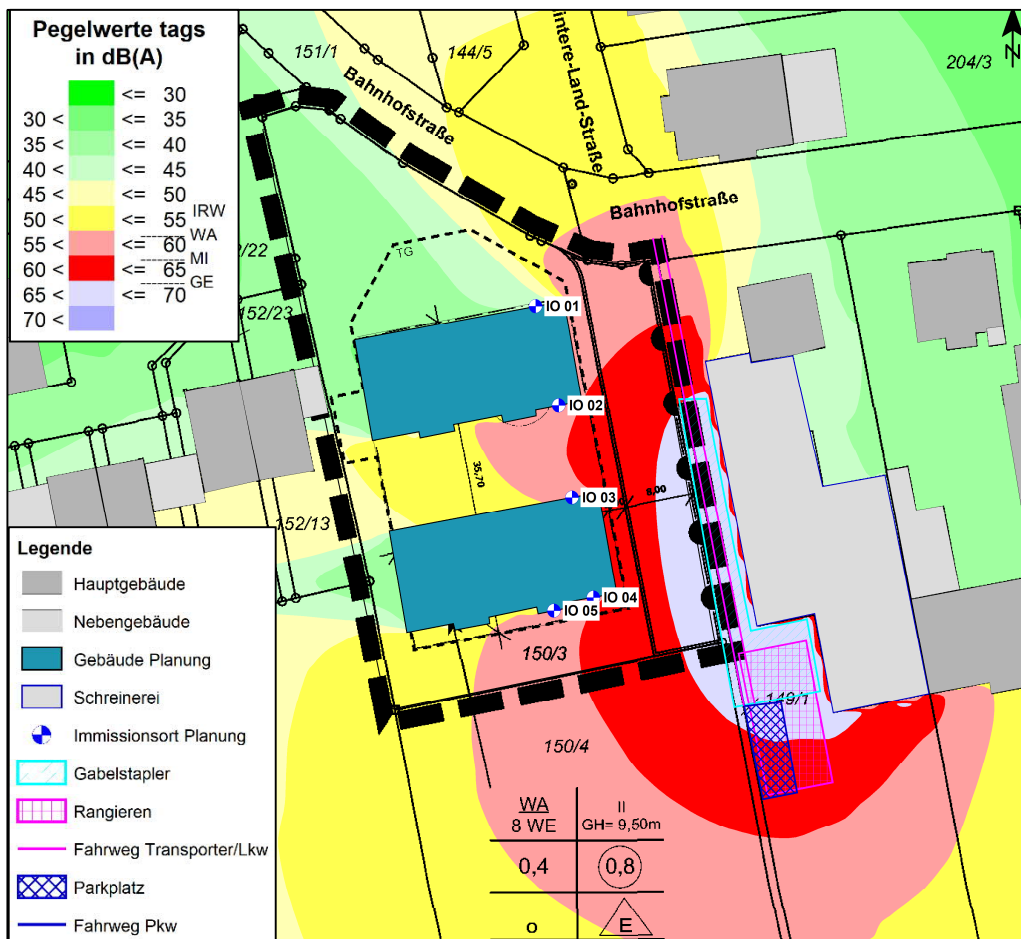 Pegelwerte tags
in dB(A)
<= 30
30 < <= 35
35 < <= 40
40 < <= 45
45 < <= 50
50 < <= 55
55 < <= 60
60 < <= 65
65 < <= 70
70 <
IRW
WA
MI
GE
151/1
144/5
204/3
N
Bahnhofstraße
intere-Land-Straße
Bahnhofstraße
/22
152/23
TG
IO 01
IO 02
35,70
IO 03
152/13
IO 04
IO 05
150/3
149/1
150/4
WA
8 WE
II
GH= 9,50m
0,4
0,8
o
E
Legende
Hauptgebäude
Nebengebäude
Gebäude Planung
Schreinerei
Immissionsort Planung
Gabelstapler
Rangieren
Fahrweg Transporter/Lkw
Parkplatz
Fahrweg Pkw